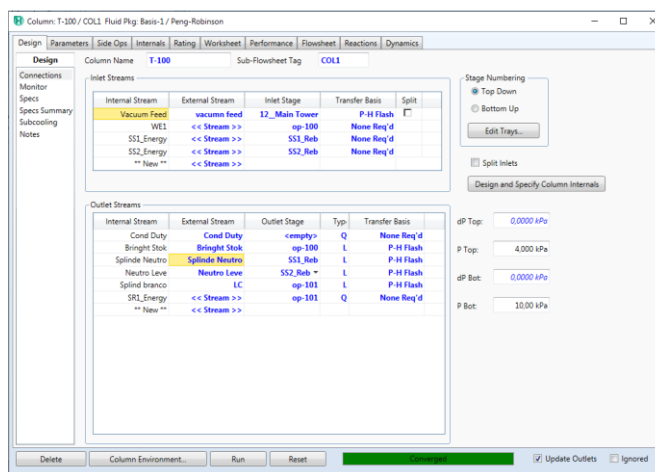 Column: T-100 / COL1 Fluid Pkg: Basis-1 / Peng-Robinson
Design Parameters Side Ops Internals Rating Worksheet Performance Flowsheet Reactions Dynamics
Design
Connections
Monitor
Specs
Specs Summary
Subcooling
Notes
Column Name T-100 Sub-Flowsheet Tag COL1
Inlet Streams
Internal Stream External Stream Inlet Stage Transfer Basis Split
Vacuum Feed vacumn feed 12__Main Tower P-H Flash
WE1 << Stream >> op-100 None Req'd
SS1_Energy << Stream >> SS1_Reb None Req'd
SS2_Energy << Stream >> SS2_Reb None Req'd
** New ** << Stream >>
Stage Numbering
Top Down
Bottom Up
Edit Trays...
Split Inlets
Design and Specify Column Internals
Outlet Streams
Internal Stream External Stream Outlet Stage Typ Transfer Basis
Cond Duty Cond Duty <empty> Q None Req'd
Bringht Stok Bringht Stok op-100 L P-H Flash
Splinde Neutro Splinde Neutro SS1_Reb L P-H Flash
Neutro Leve Neutro Leve SS2_Reb L P-H Flash
Splind branco LC op-101 L P-H Flash
SR1_Energy << Stream >> op-101 Q None Req'd
** New ** << Stream >>
dP Top: 0,0000 kPa
P Top: 4,000 kPa
dP Bot: 0,0000 kPa
P Bot: 10,00 kPa
Delete Column Environment... Run Reset Converged Update Outlets Ignored